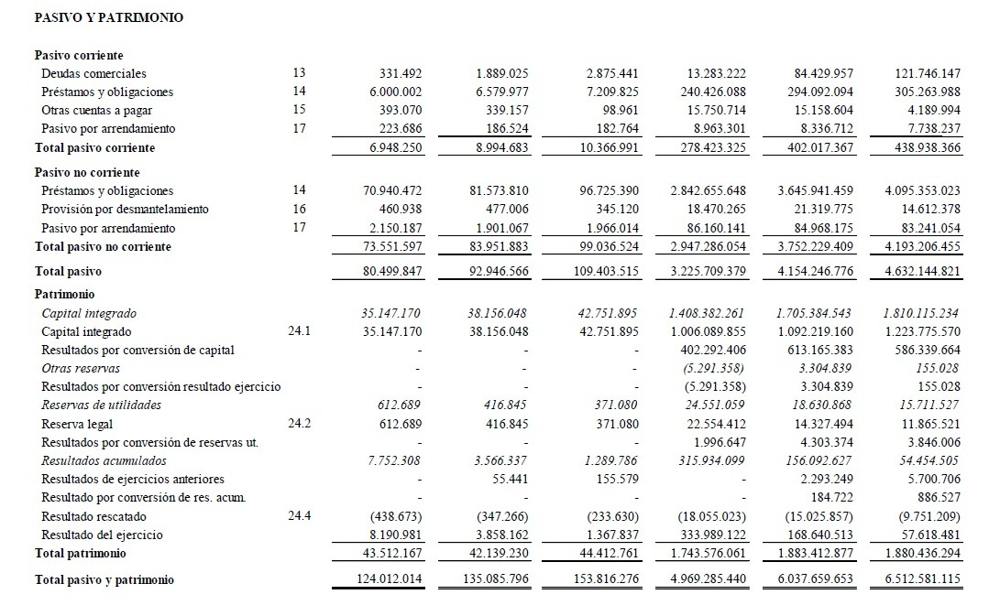 PASIVO Y PATRIMONIO
Pasivo corriente
Deudas comerciales 13 331.492 1.889.025 2.875.441 13.283.222 84.429.957 121.746.147
Préstamos y obligaciones 14 6.000.002 6.579.977 7.209.825 240.426.088 294.092.094 305.263.988
Otras cuentas a pagar 15 393.070 339.157 98.961 15.750.714 15.158.604 4.189.994
Pasivo por arrendamiento 17 223.686 186.524 182.764 8.963.301 8.336.712 7.738.237
Total pasivo corriente 6.948.250 8.994.683 10.366.991 278.423.325 402.017.367 438.938.366
Pasivo no corriente
Préstamos y obligaciones 14 70.940.472 81.573.810 96.725.390 2.842.655.648 3.645.941.459 4.095.353.023
Provisión por desmantelamiento 16 460.938 477.006 345.120 18.470.265 21.319.775 14.612.378
Pasivo por arrendamiento 17 2.150.187 1.901.067 1.966.014 86.160.141 84.968.175 83.241.054
Total pasivo no corriente 73.551.597 83.951.883 99.036.524 2.947.286.054 3.752.229.409 4.193.206.455
Total pasivo 80.499.847 92.946.566 109.403.515 3.225.709.379 4.154.246.776 4.632.144.821
Patrimonio
Capital integrado 35.147.170 38.156.048 42.751.895 1.408.382.261 1.705.384.543 1.810.115.234
Capital integrado 24.1 35.147.170 38.156.048 42.751.895 1.006.089.855 1.092.219.160 1.223.775.570
Resultados por conversión de capital - - - 402.292.406 613.165.383 586.339.664
Otras reservas - - - (5.291.358) 3.304.839 155.028
Resultados por conversión resultado ejercicio - - - (5.291.358) 3.304.839 155.028
Reservas de utilidades 612.689 416.845 371.080 24.551.059 18.630.868 15.711.527
Reserva legal 24.2 612.689 416.845 371.080 22.554.412 14.327.494 11.865.521
Resultados por conversión de reservas ut. - - - 1.996.647 4.303.374 3.846.006
Resultados acumulados 7.752.308 3.566.337 1.289.786 315.934.099 156.092.627 54.454.505
Resultados de ejercicios anteriores - 55.441 155.579 - 2.293.249 5.700.706
Resultado por conversión de res. acum. - - - - 184.722 886.527
Resultado rescatado 24.4 (438.673) (347.266) (233.630) (18.055.023) (15.025.857) (9.751.209)
Resultado del ejercicio 8.190.981 3.858.162 1.367.837 333.989.122 168.640.513 57.618.481
Total patrimonio 43.512.167 42.139.230 44.412.761 1.743.576.061 1.883.412.877 1.880.436.294
Total pasivo y patrimonio 124.012.014 135.085.796 153.816.276 4.969.285.440 6.037.659.653 6.512.581.115